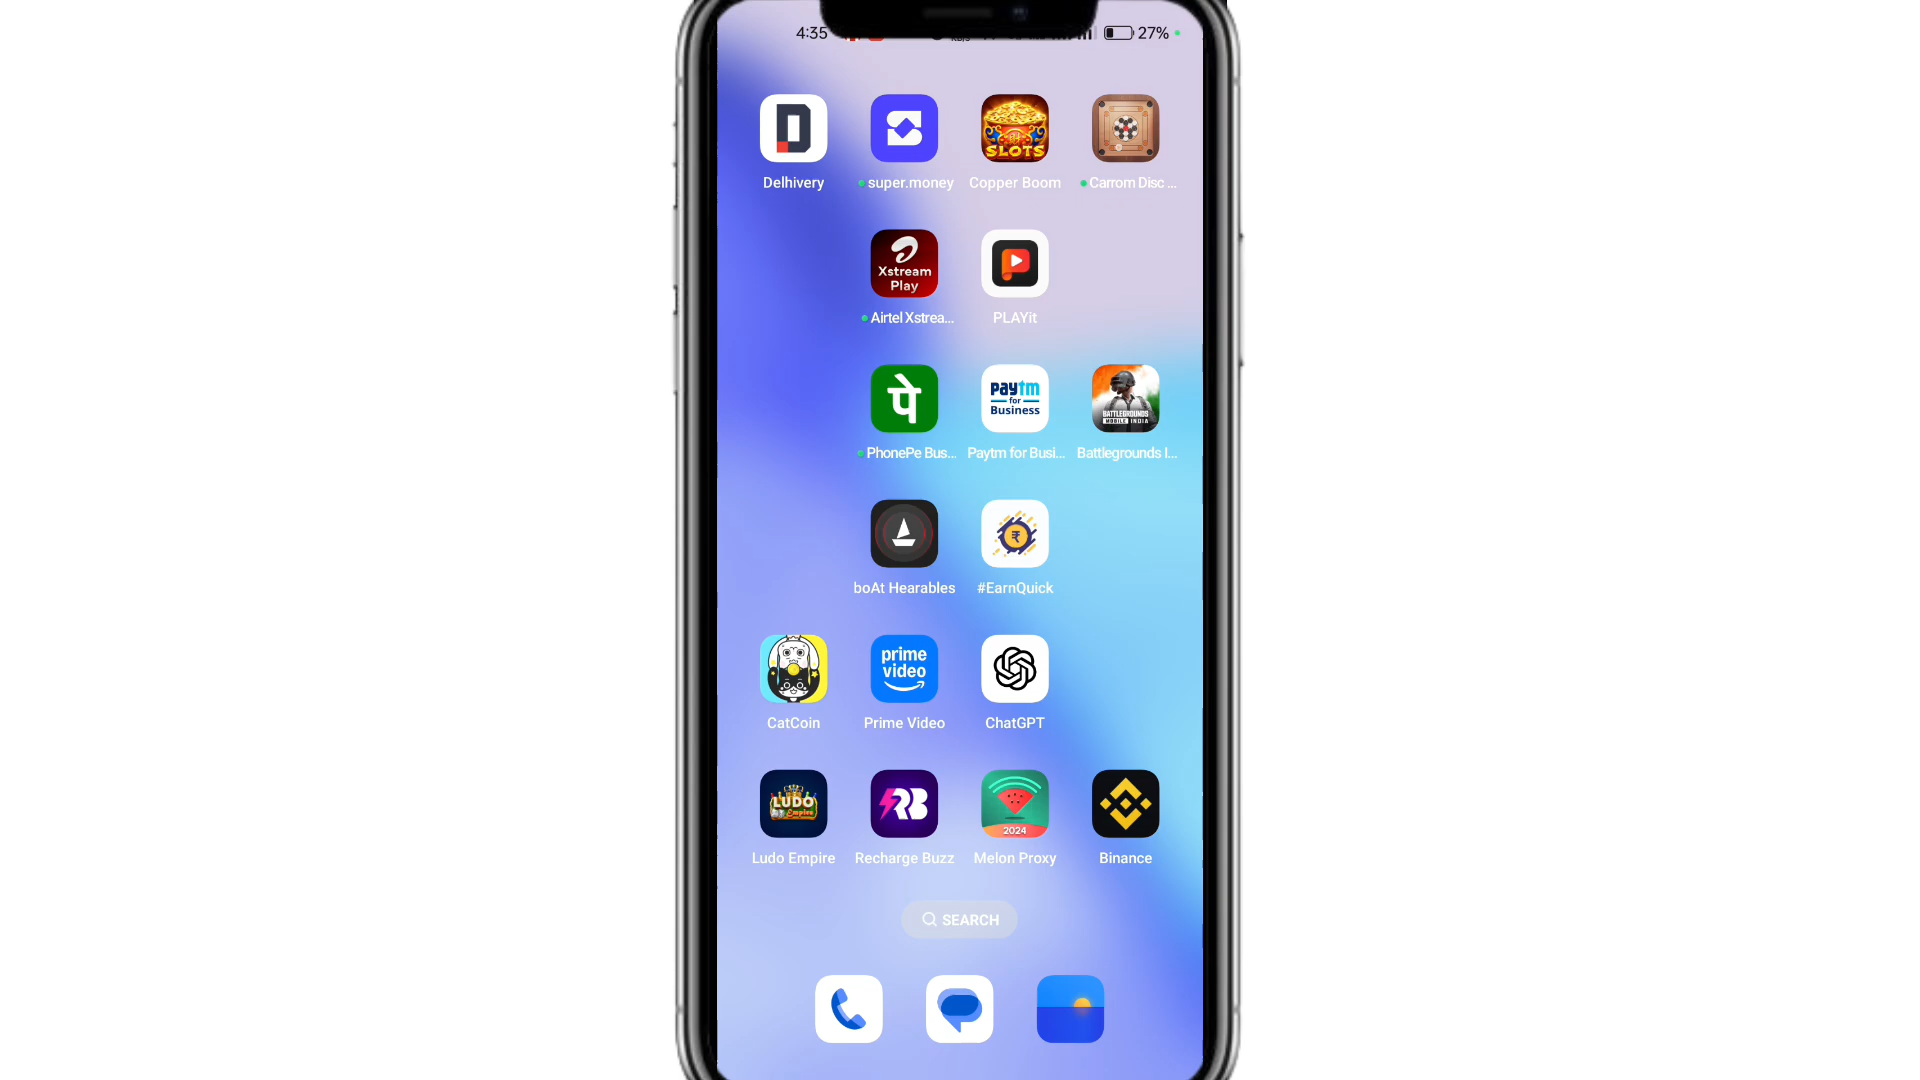 4:35
27%
SLOTS
Delhivery
super.money
Copper Boom
Carrom Disc ...
Xstream
Play
Airtel Xstrea...
PLAYit
पे
paytm
for
Business
BATTLEGROUNDS
MOBILE INDIA
PhonePe Bus...
Paytm for Busi...
Battlegrounds I...
₹
boAt Hearables
#EarnQuick
prime
video
CatCoin
Prime Video
ChatGPT
LUDO
Empire
RB
2024
Ludo Empire
Recharge Buzz
Melon Proxy
Binance
SEARCH